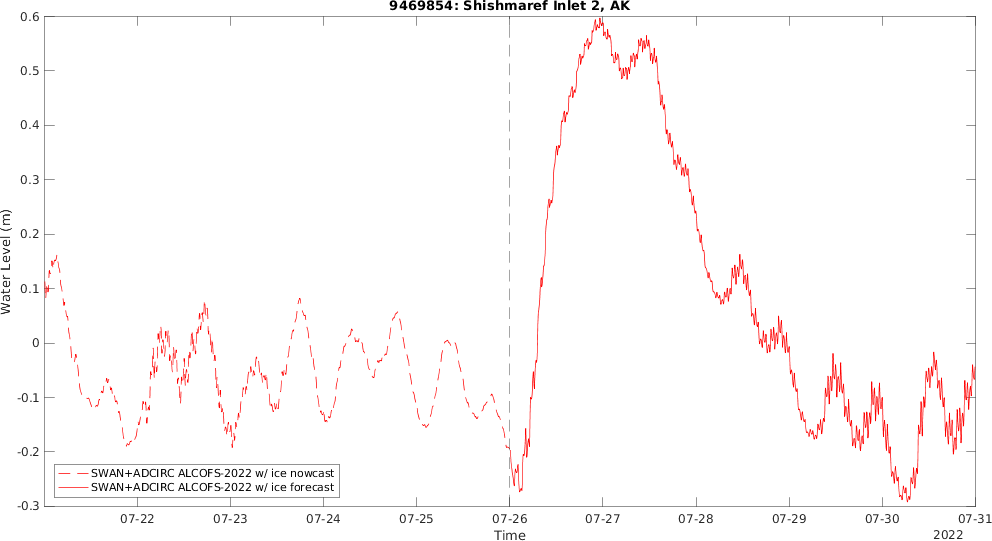 9469854: Shishmaref Inlet 2, AK
0.6
0.5
0.4
0.3
0.2
0.1
0
-0.1
-0.2
-0.3
Water Level (m)
SWAN+ADCIRC ALCOFS-2022 w/ ice nowcast
SWAN+ADCIRC ALCOFS-2022 w/ ice forecast
07-22 07-23 07-24 07-25 07-26 07-27 07-28 07-29 07-30 07-31
Time
2022